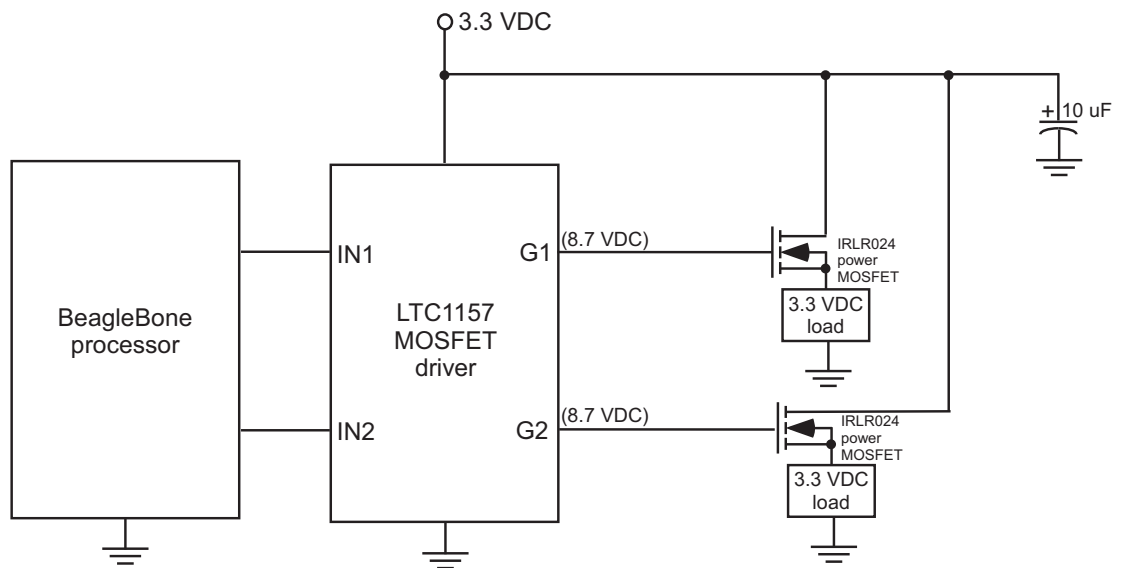 3.3 VDC
+ 10 uF
BeagleBone
processor
IN1
IN2
LTC1157
MOSFET
driver
G1
G2
(8.7 VDC)
IRLR024
power
MOSFET
3.3 VDC
load
(8.7 VDC)
IRLR024
power
MOSFET
3.3 VDC
load